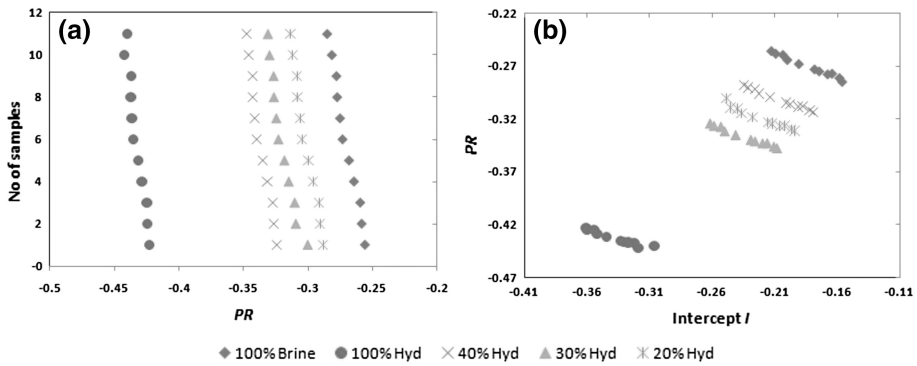 (a)
No of samples
12
10
8
6
4
2
-0
-0.5
-0.45
-0.4
-0.35
-0.3
-0.25
-0.2
PR
(b)
PR
-0.22
-0.27
-0.32
-0.37
-0.42
-0.47
-0.41
-0.36
-0.31
-0.26
-0.21
-0.16
-0.11
Intercept I
100% Brine
100% Hyd
40% Hyd
30% Hyd
20% Hyd